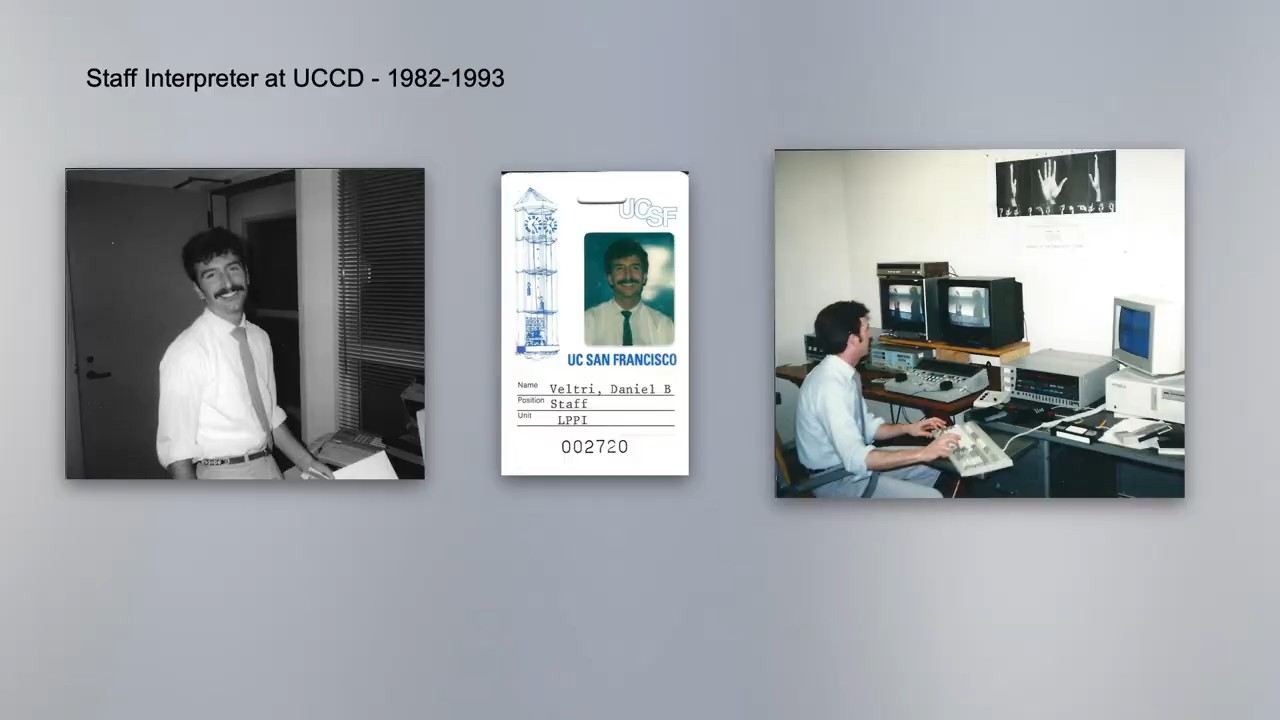 Staff Interpreter at UCCD - 1982-1993
UCSF
UC SAN FRANCISCO
Name Veltri, Daniel B
Position Staff
Unit LPPI
002720